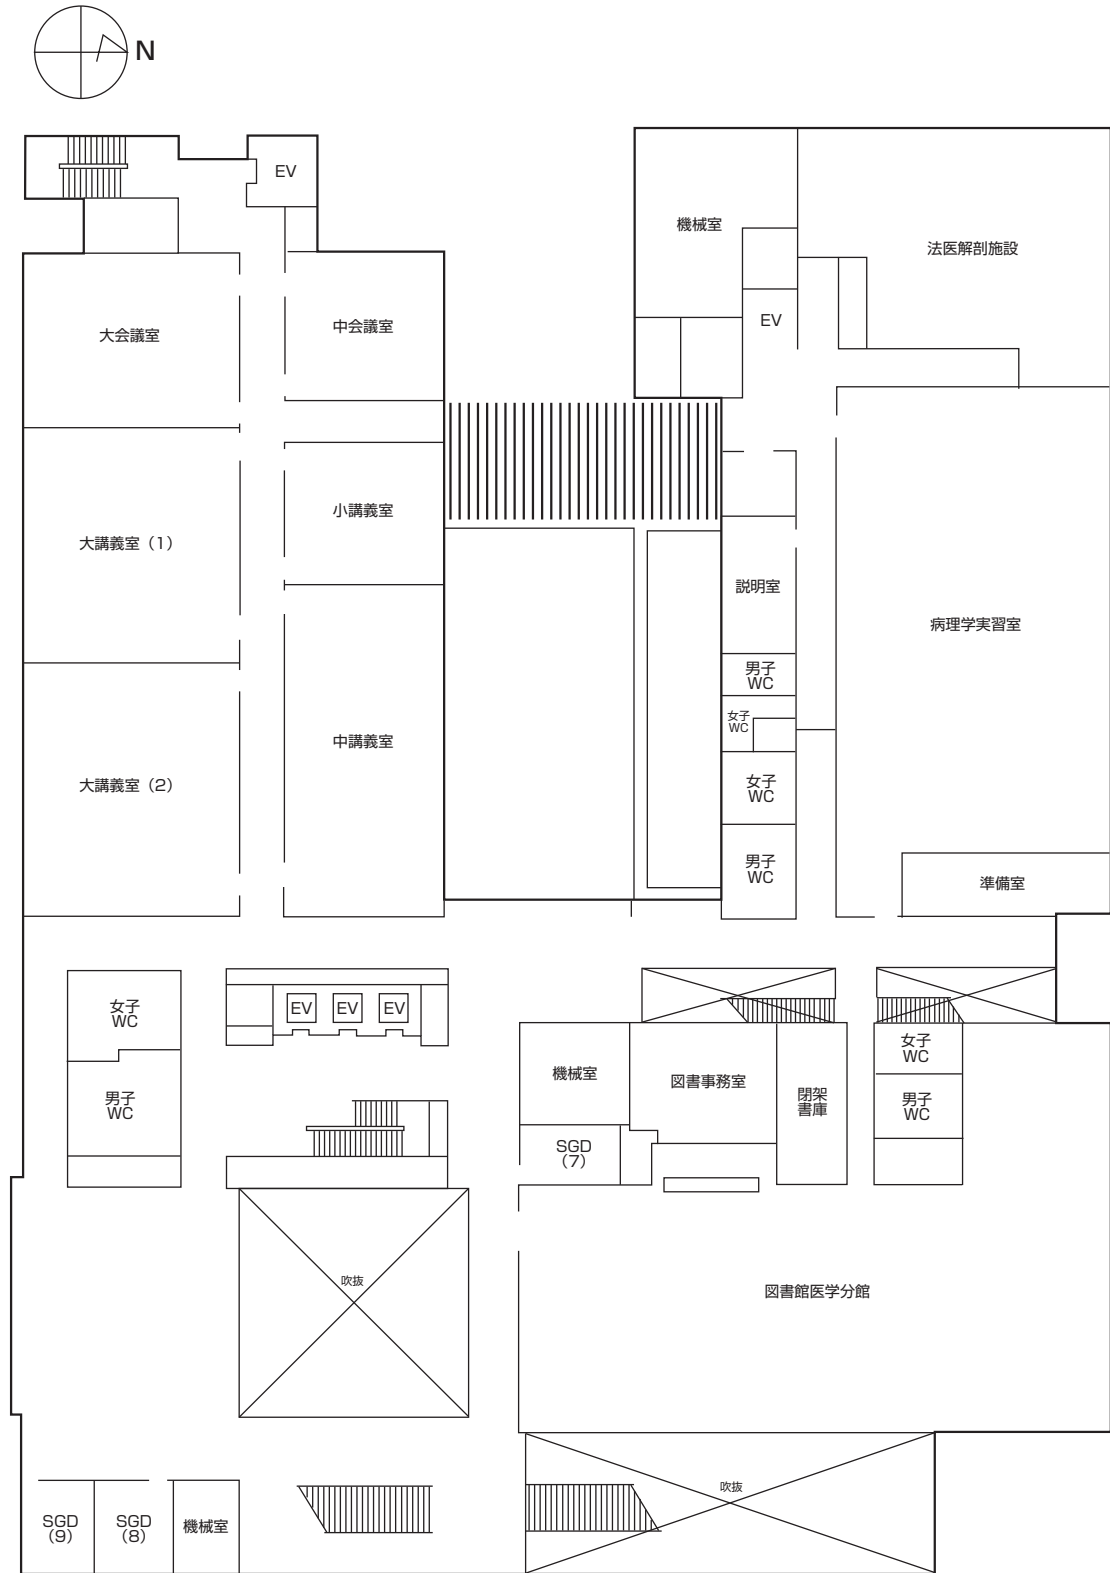 N
EV
機械室
法医解剖施設
EV
大会議室
中会議室
小講義室
大講義室（1）
説明室
病理学実習室
男子
WC
女子
WC
中講義室
大講義室（2）
女子
WC
男子
WC
準備室
女子
WC
EV
EV
EV
男子
WC
機械室
図書事務室
閉架
書庫
女子
WC
男子
WC
SGD
（7）
吹抜
図書館医学分館
吹抜
SGD
（9）
SGD
（8）
機械室